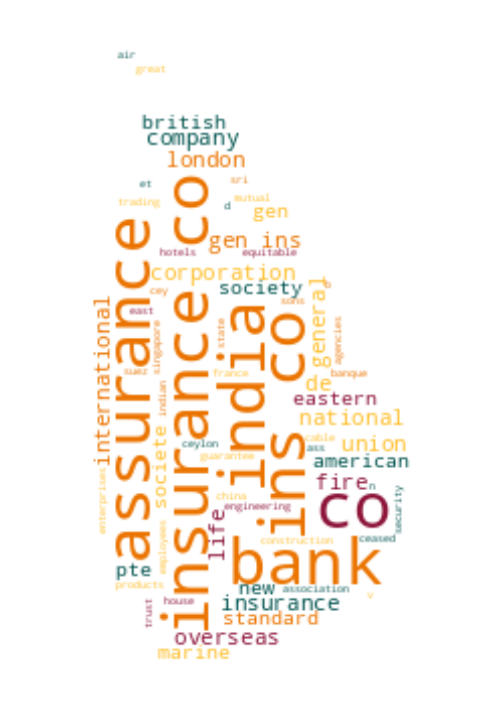 air
great
british
company
london
et
sri
trading
mutual
d
gen
assurance co
insurance co
gen ins
hotels
equitable
corporation
cey
society
sons
east
international
singapore
state
india
ins co
general
agencies
suez
indian
france
de
banque
eastern
national
societe
ceylon
cable
union
ass
guarantee
american
enterprises
china
fire
n
co
security
engineering
life
employees
construction
ceased
pte
bank
products
new
association
v
trust
house
insurance
standard
overseas
marine